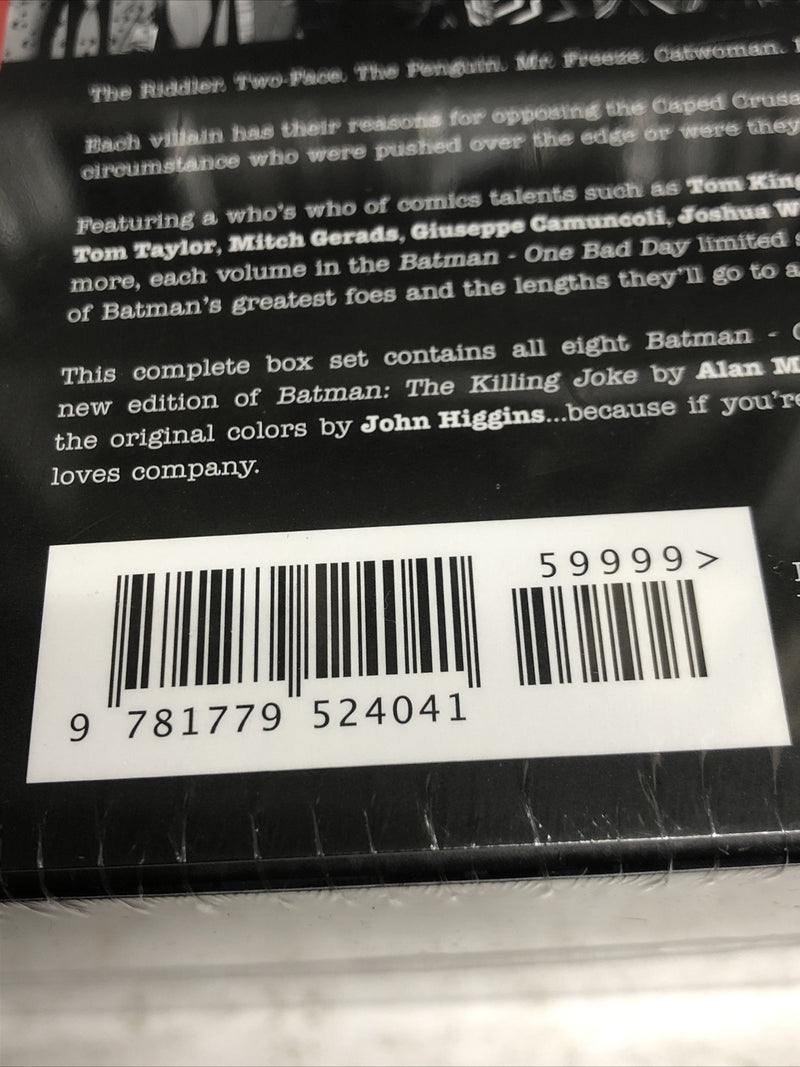 The Riddler. Two-Face. The Penguin. Mr. Freeze. Catwoman.
Each villain has their reasons for opposing the Caped Crusa
circumstance who were pushed over the edge or were they
Featuring a who's who of comics talents such as Tom King
Tom Taylor, Mitch Gerads, Giuseppe Camuncoli, Joshua W
more, each volume in the Batman - One Bad Day limited s
of Batman's greatest foes and the lengths they'll go to a
This complete box set contains all eight Batman - O
new edition of Batman: The Killing Joke by Alan M
the original colors by John Higgins...because if you're
loves company.
59999>
9 781779 524041